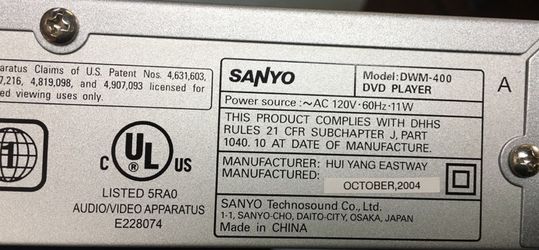 paratus Claims of U.S. Patent Nos. 4,631,603,
7,216, 4,819,098, and 4,907,093 licensed for
ed viewing uses only.
1
C UL US
LISTED 5RA0
AUDIO/VIDEO APPARATUS
E228074
SANYO
Model:DWM-400
DVD PLAYER
Power source:~AC 120V·60Hz·11W
THIS PRODUCT COMPLIES WITH DHHS
RULES 21 CFR SUBCHAPTER J, PART
1040. 10 AT DATE OF MANUFACTURE.
MANUFACTURER: HUI YANG EASTWAY
MANUFACTURED:
OCTOBER,2004
SANYO Technosound Co., Ltd.
1-1, SANYO-CHO, DAITO-CITY, OSAKA, JAPAN
Made in CHINA
A